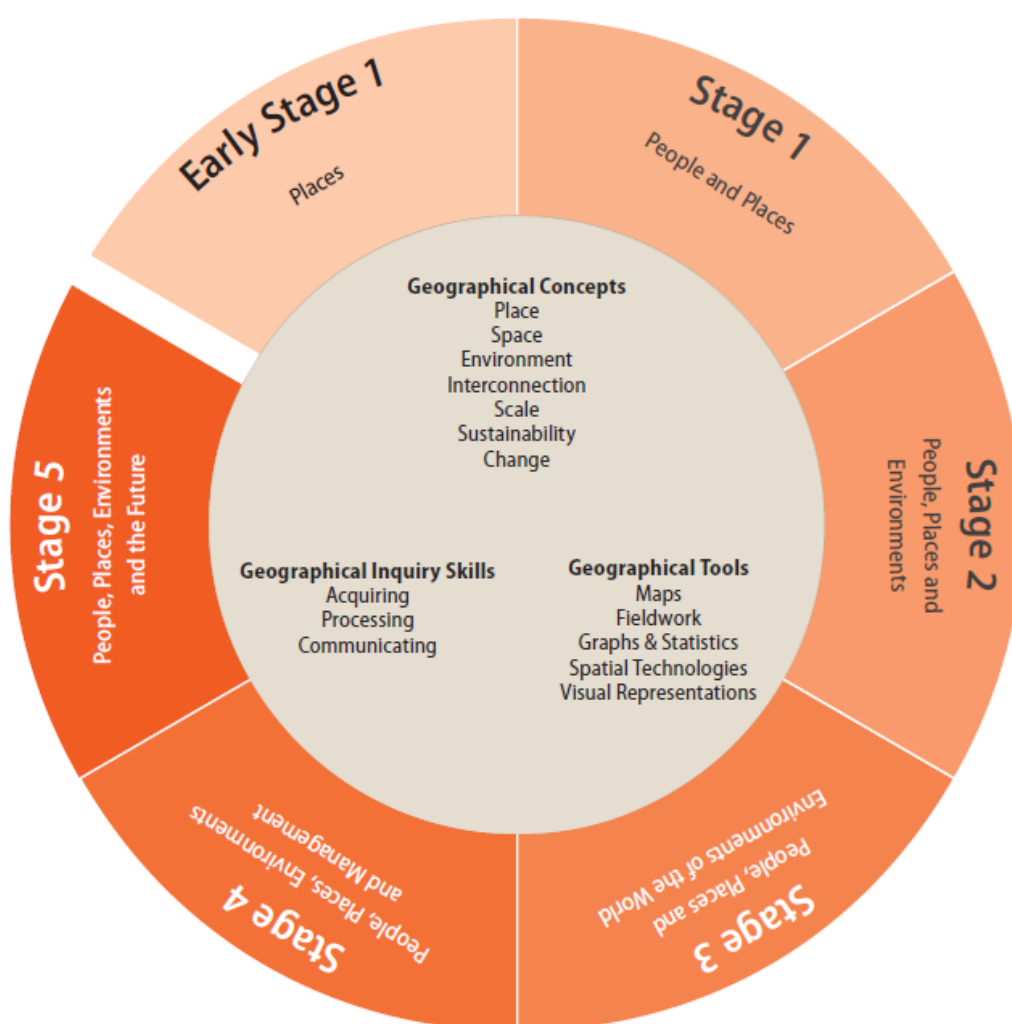 Early Stage 1
Places
Stage 1
People and Places
Stage 2
People, Places and
Environments
Stage 3
People, Places and
Environments of the World
Stage 4
People, Places, Environments
and Management
Stage 5
People, Places, Environments
and the Future
Geographical Concepts
Place
Space
Environment
Interconnection
Scale
Sustainability
Change
Geographical Inquiry Skills
Acquiring
Processing
Communicating
Geographical Tools
Maps
Fieldwork
Graphs & Statistics
Spatial Technologies
Visual Representations